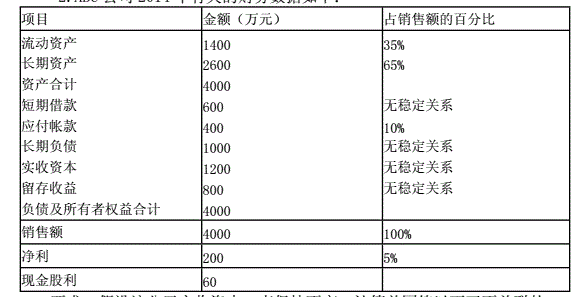 项目 金额（万元） 占销售额的百分比
流动资产 1400 35%
长期资产 2600 65%
资产合计 4000
短期借款 600 无稳定关系
应付帐款 400 10%
长期负债 1000 无稳定关系
实收资本 1200 无稳定关系
留存收益 800 无稳定关系
负债及所有者权益合计 4000
销售额 4000 100%
净利 200 5%
现金股利 60